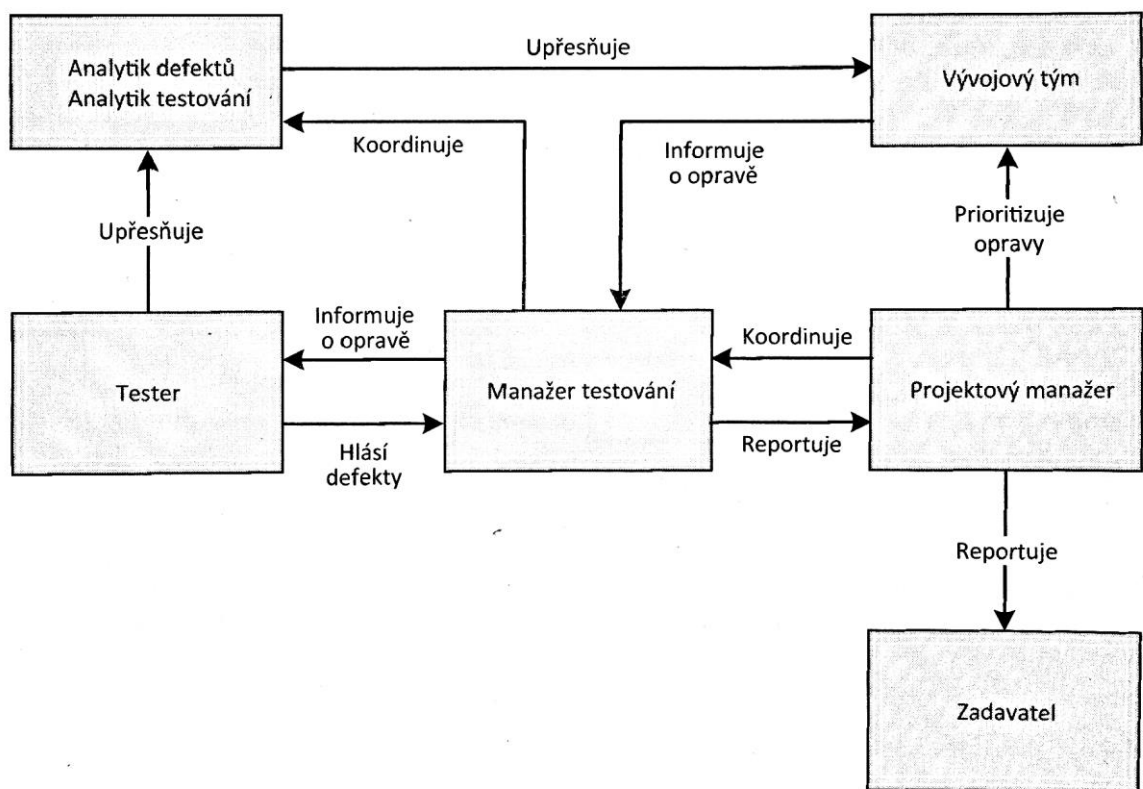 Analytik defektů
Analytik testování
Upřesňuje
Vývojový tým
Koordinuje
Informuje
o opravě
Upřesňuje
Prioritizuje
opravy
Informuje
o opravě
Koordinuje
Tester
Manažer testování
Projektový manažer
Hlásí
defekty
Reportuje
Reportuje
Zadavatel